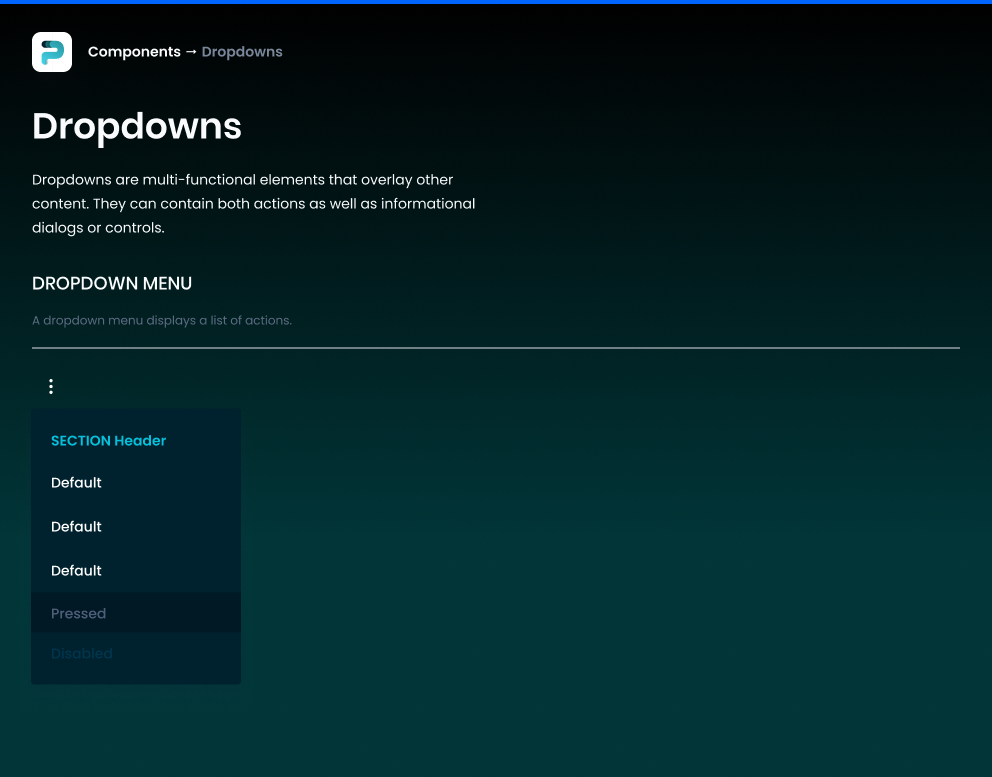 Components → Dropdowns
Dropdowns
Dropdowns are multi-functional elements that overlay other
content. They can contain both actions as well as informational
dialogs or controls.
DROPDOWN MENU
A dropdown menu displays a list of actions.
SECTION Header
Default
Default
Default
Pressed
Disabled